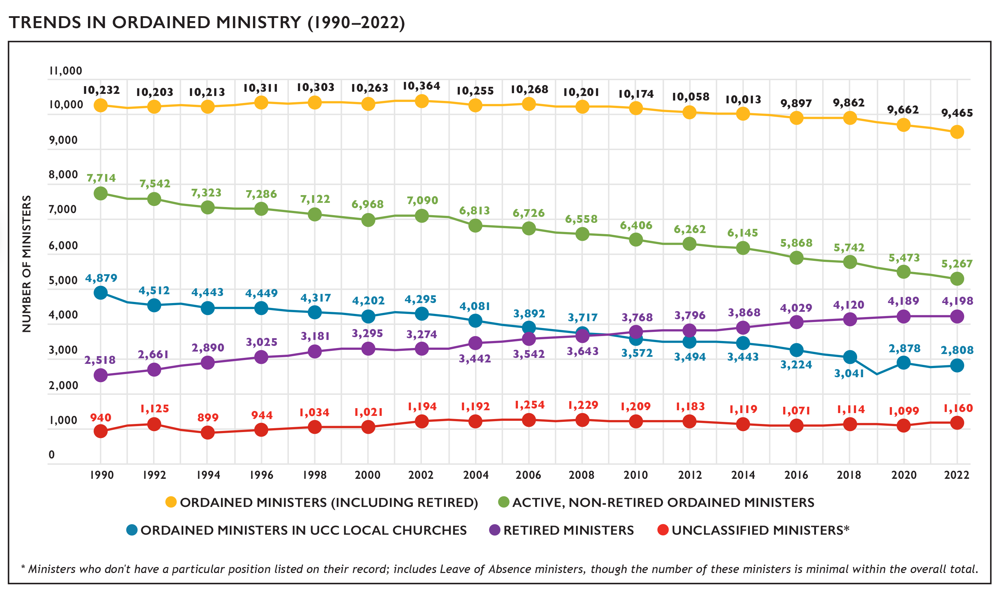 TRENDS IN ORDAINED MINISTRY (1990–2022)
NUMBER OF MINISTERS
11,000
10,000
9,000
8,000
7,000
6,000
5,000
4,000
3,000
2,000
1,000
0
10,232 10,203 10,213 10,311 10,303 10,263 10,364 10,255 10,268 10,201 10,174 10,058 10,013 9,897 9,862 9,662 9,465
7,714 7,542 7,323 7,286 7,122 6,968 7,090 6,813 6,726 6,558 6,406 6,262 6,145 5,868 5,742 5,473 5,267
4,879 4,512 4,443 4,449 4,317 4,202 4,295 4,081 3,892 3,717 3,572 3,494 3,443 3,224 3,041 2,878 2,808
2,518 2,661 2,890 3,025 3,181 3,295 3,274 3,442 3,542 3,643 3,768 3,796 3,868 4,029 4,120 4,189 4,198
940 1,125 899 944 1,034 1,021 1,194 1,192 1,254 1,229 1,209 1,183 1,119 1,071 1,114 1,099 1,160
1990 1992 1994 1996 1998 2000 2002 2004 2006 2008 2010 2012 2014 2016 2018 2020 2022
ORDAINED MINISTERS (INCLUDING RETIRED) ACTIVE, NON-RETIRED ORDAINED MINISTERS
ORDAINED MINISTERS IN UCC LOCAL CHURCHES RETIRED MINISTERS UNCLASSIFIED MINISTERS*
* Ministers who don't have a particular position listed on their record; includes Leave of Absence ministers, though the number of these ministers is minimal within the overall total.